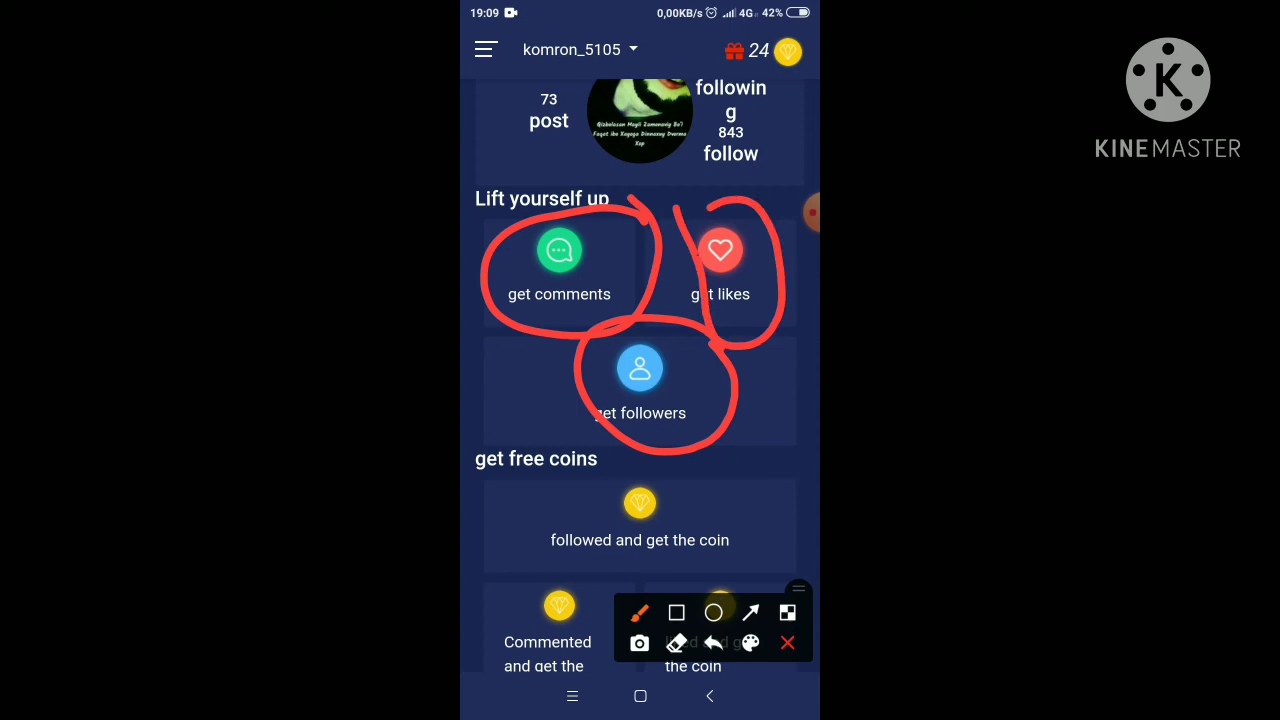 19:09
0,00KB/s 4G 42%
komron_5105
24
73
post
followin
g
843
follow
Lift yourself up
get comments
get likes
get followers
get free coins
followed and get the coin
Commented
and get the
the coin
K
KINEMASTER